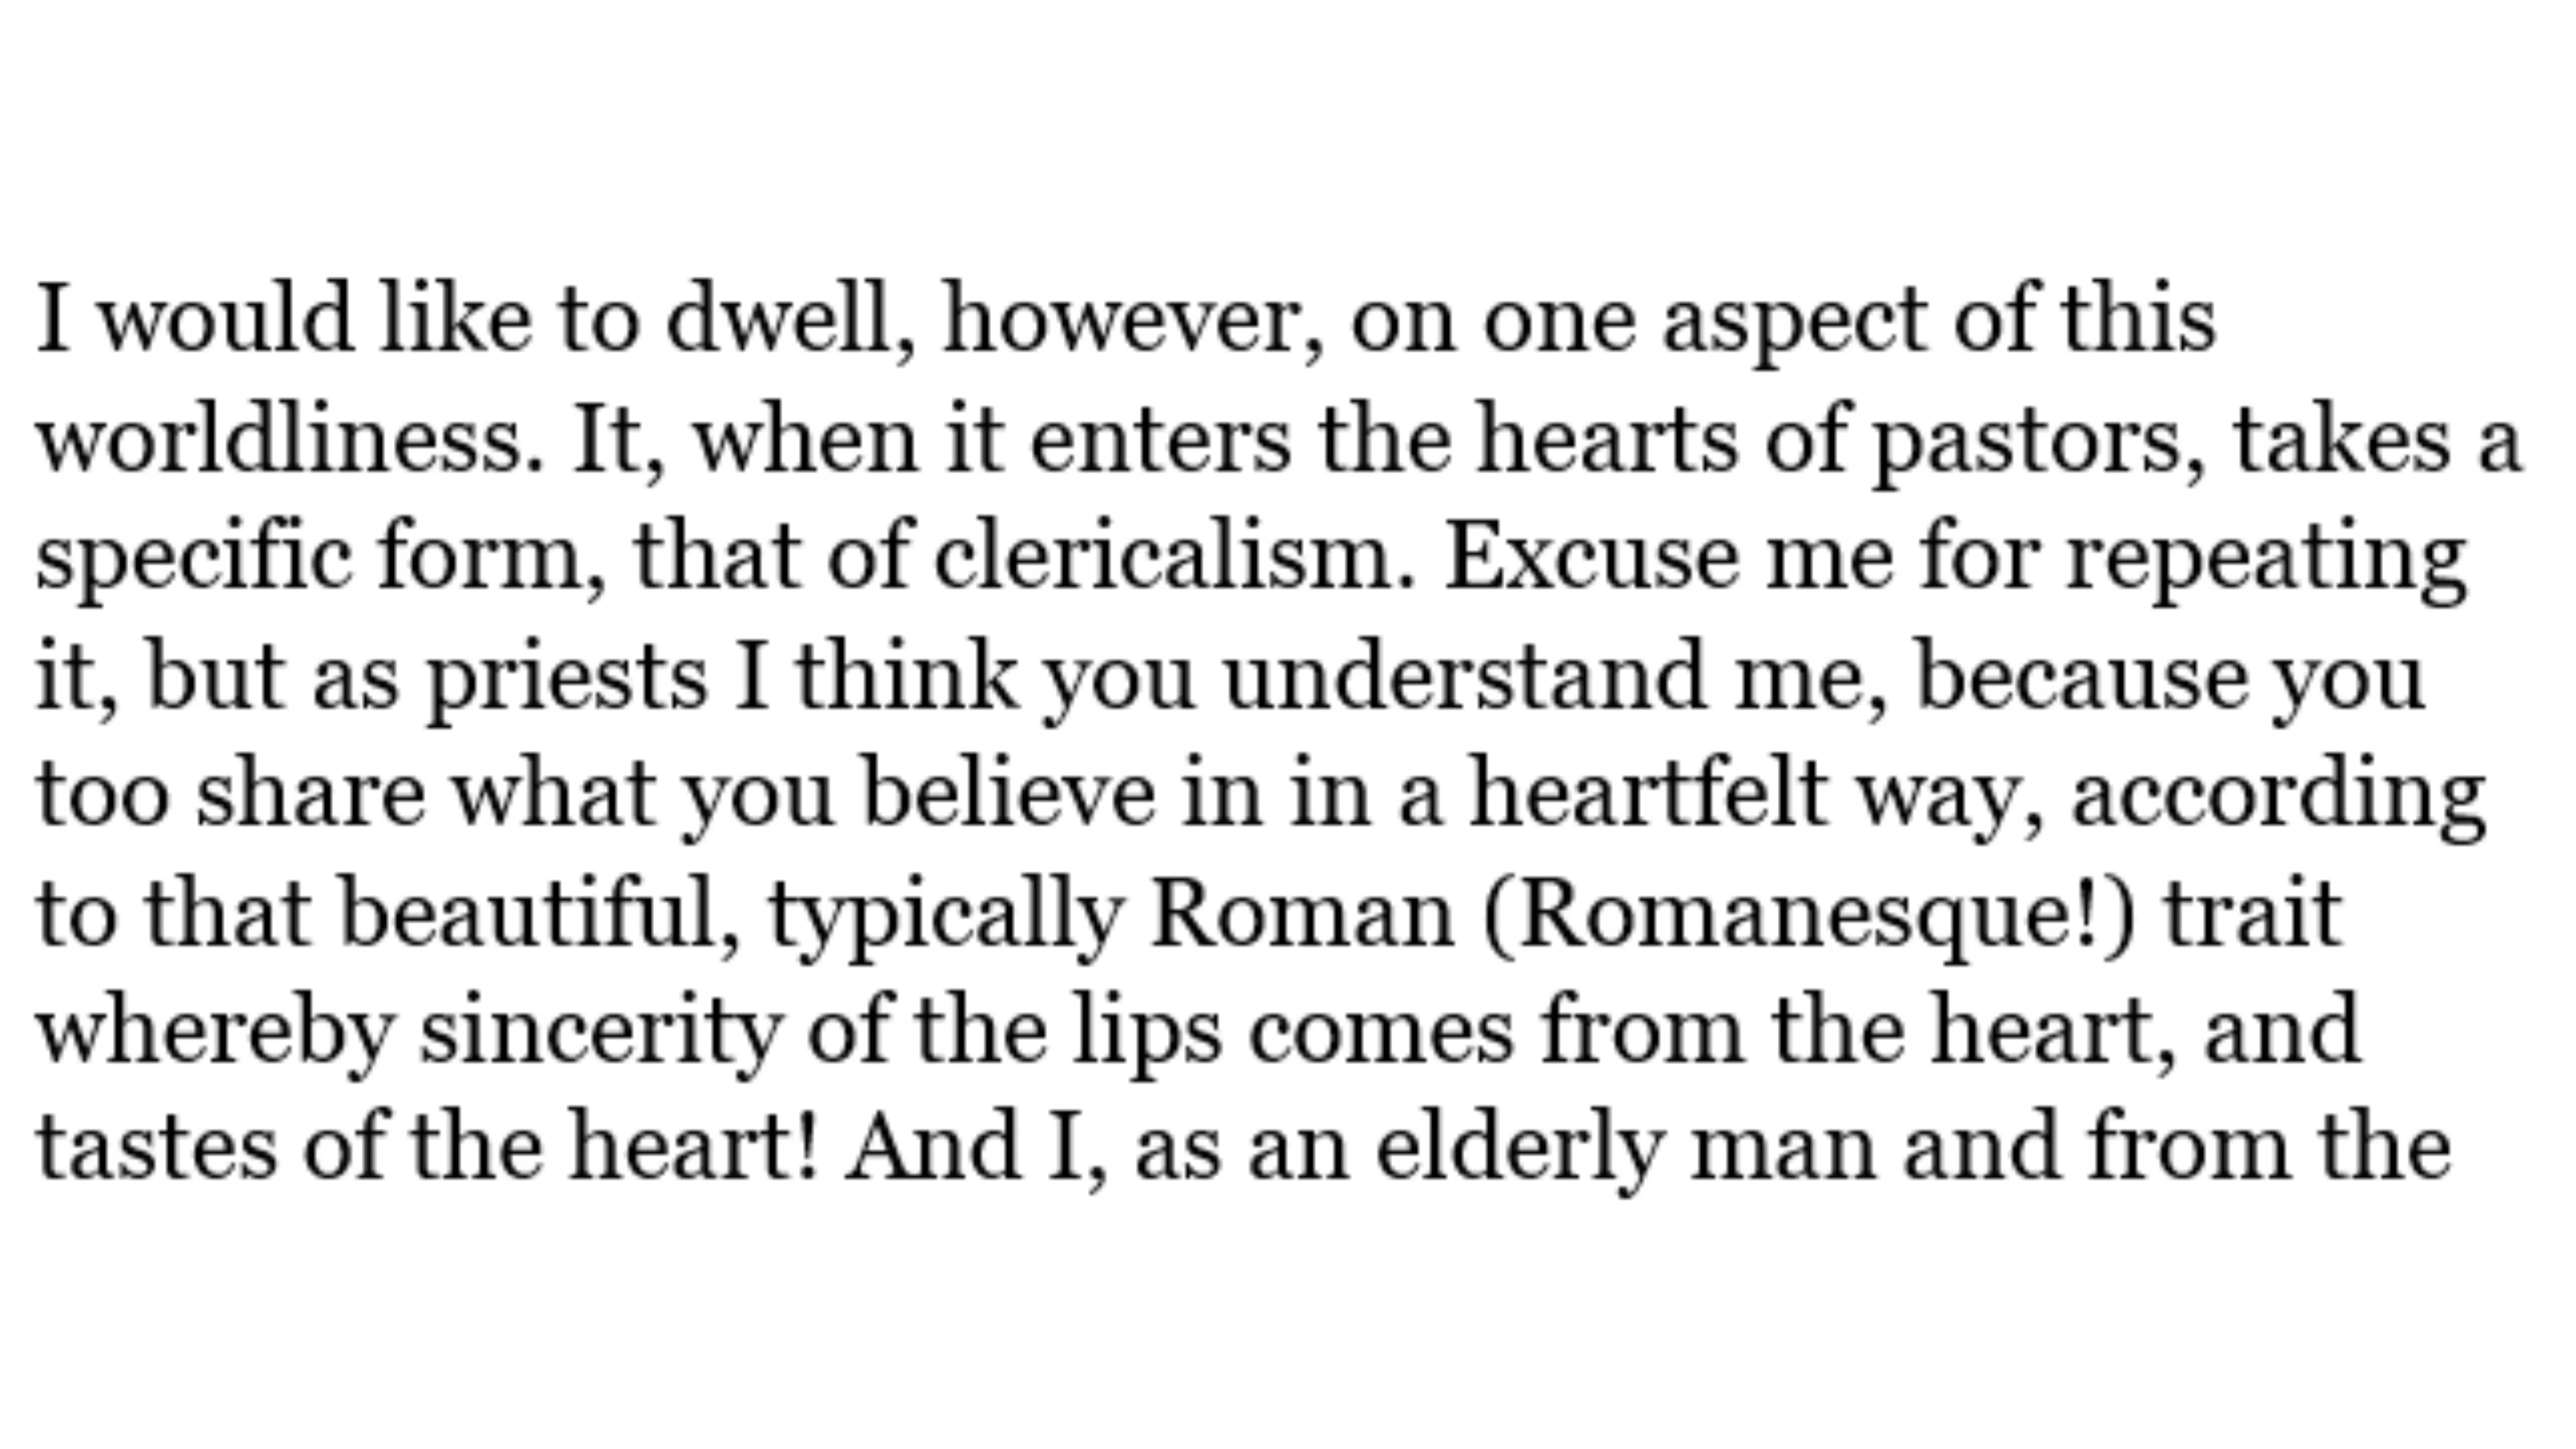 I would like to dwell, however, on one aspect of this
worldliness. It, when it enters the hearts of pastors, takes a
specific form, that of clericalism. Excuse me for repeating
it, but as priests I think you understand me, because you
too share what you believe in in a heartfelt way, according
to that beautiful, typically Roman (Romanesque!) trait
whereby sincerity of the lips comes from the heart, and
tastes of the heart! And I, as an elderly man and from the